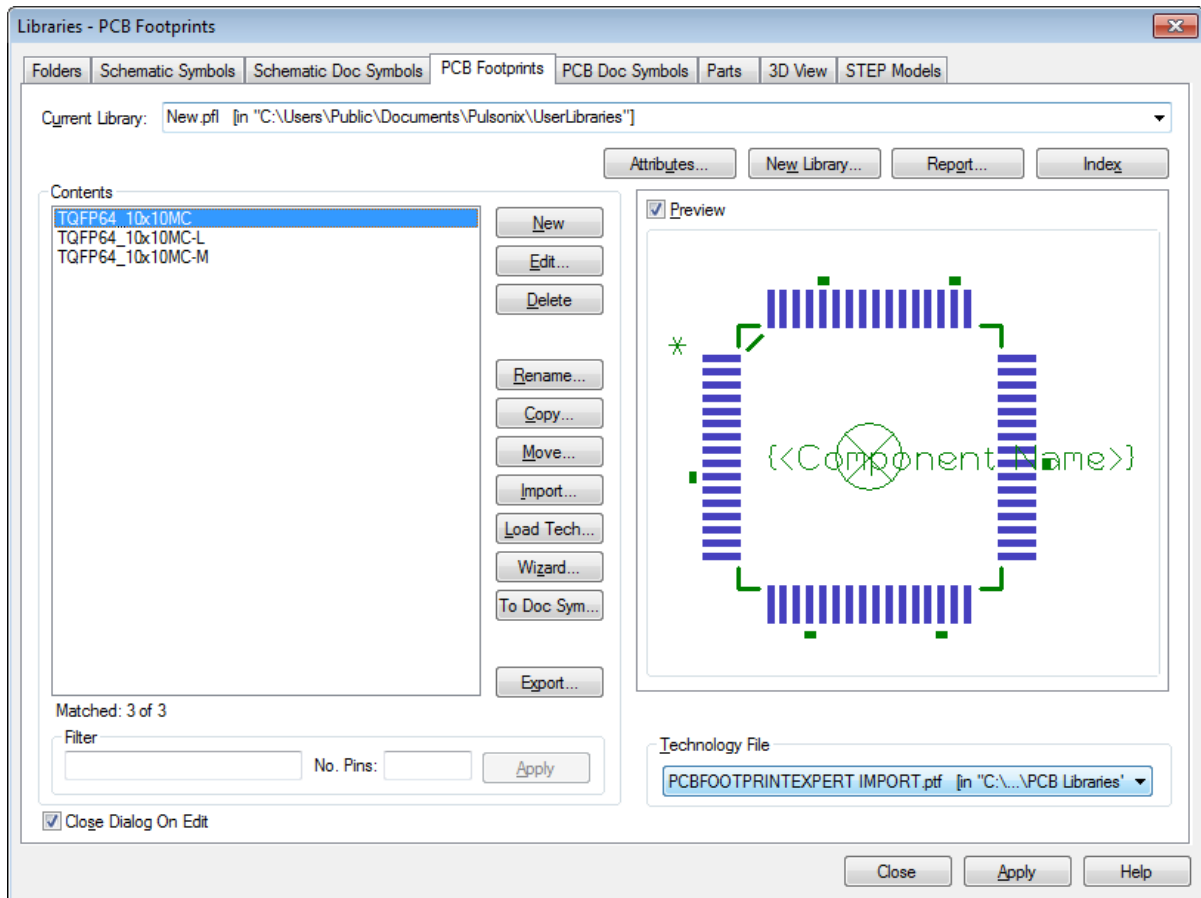 Libraries - PCB Footprints
Folders Schematic Symbols Schematic Doc Symbols PCB Footprints PCB Doc Symbols Parts 3D View STEP Models
Current Library: New.pfl [in "C:\Users\Public\Documents\Pulsonix\UserLibraries"]
Attributes... New Library... Report... Index
Contents
TQFP64_10x10MC
TQFP64_10x10MC-L
TQFP64_10x10MC-M
New
Edit...
Delete
Rename...
Copy...
Move...
Import...
Load Tech...
Wizard...
To Doc Sym...
Export...
Preview
*
{<Component Name>}
Matched: 3 of 3
Filter
No. Pins: Apply
Technology File
PCBFOOTPRINTEXPERT IMPORT.ptf [in "C:\...\PCB Libraries'
Close Dialog On Edit
Close Apply Help